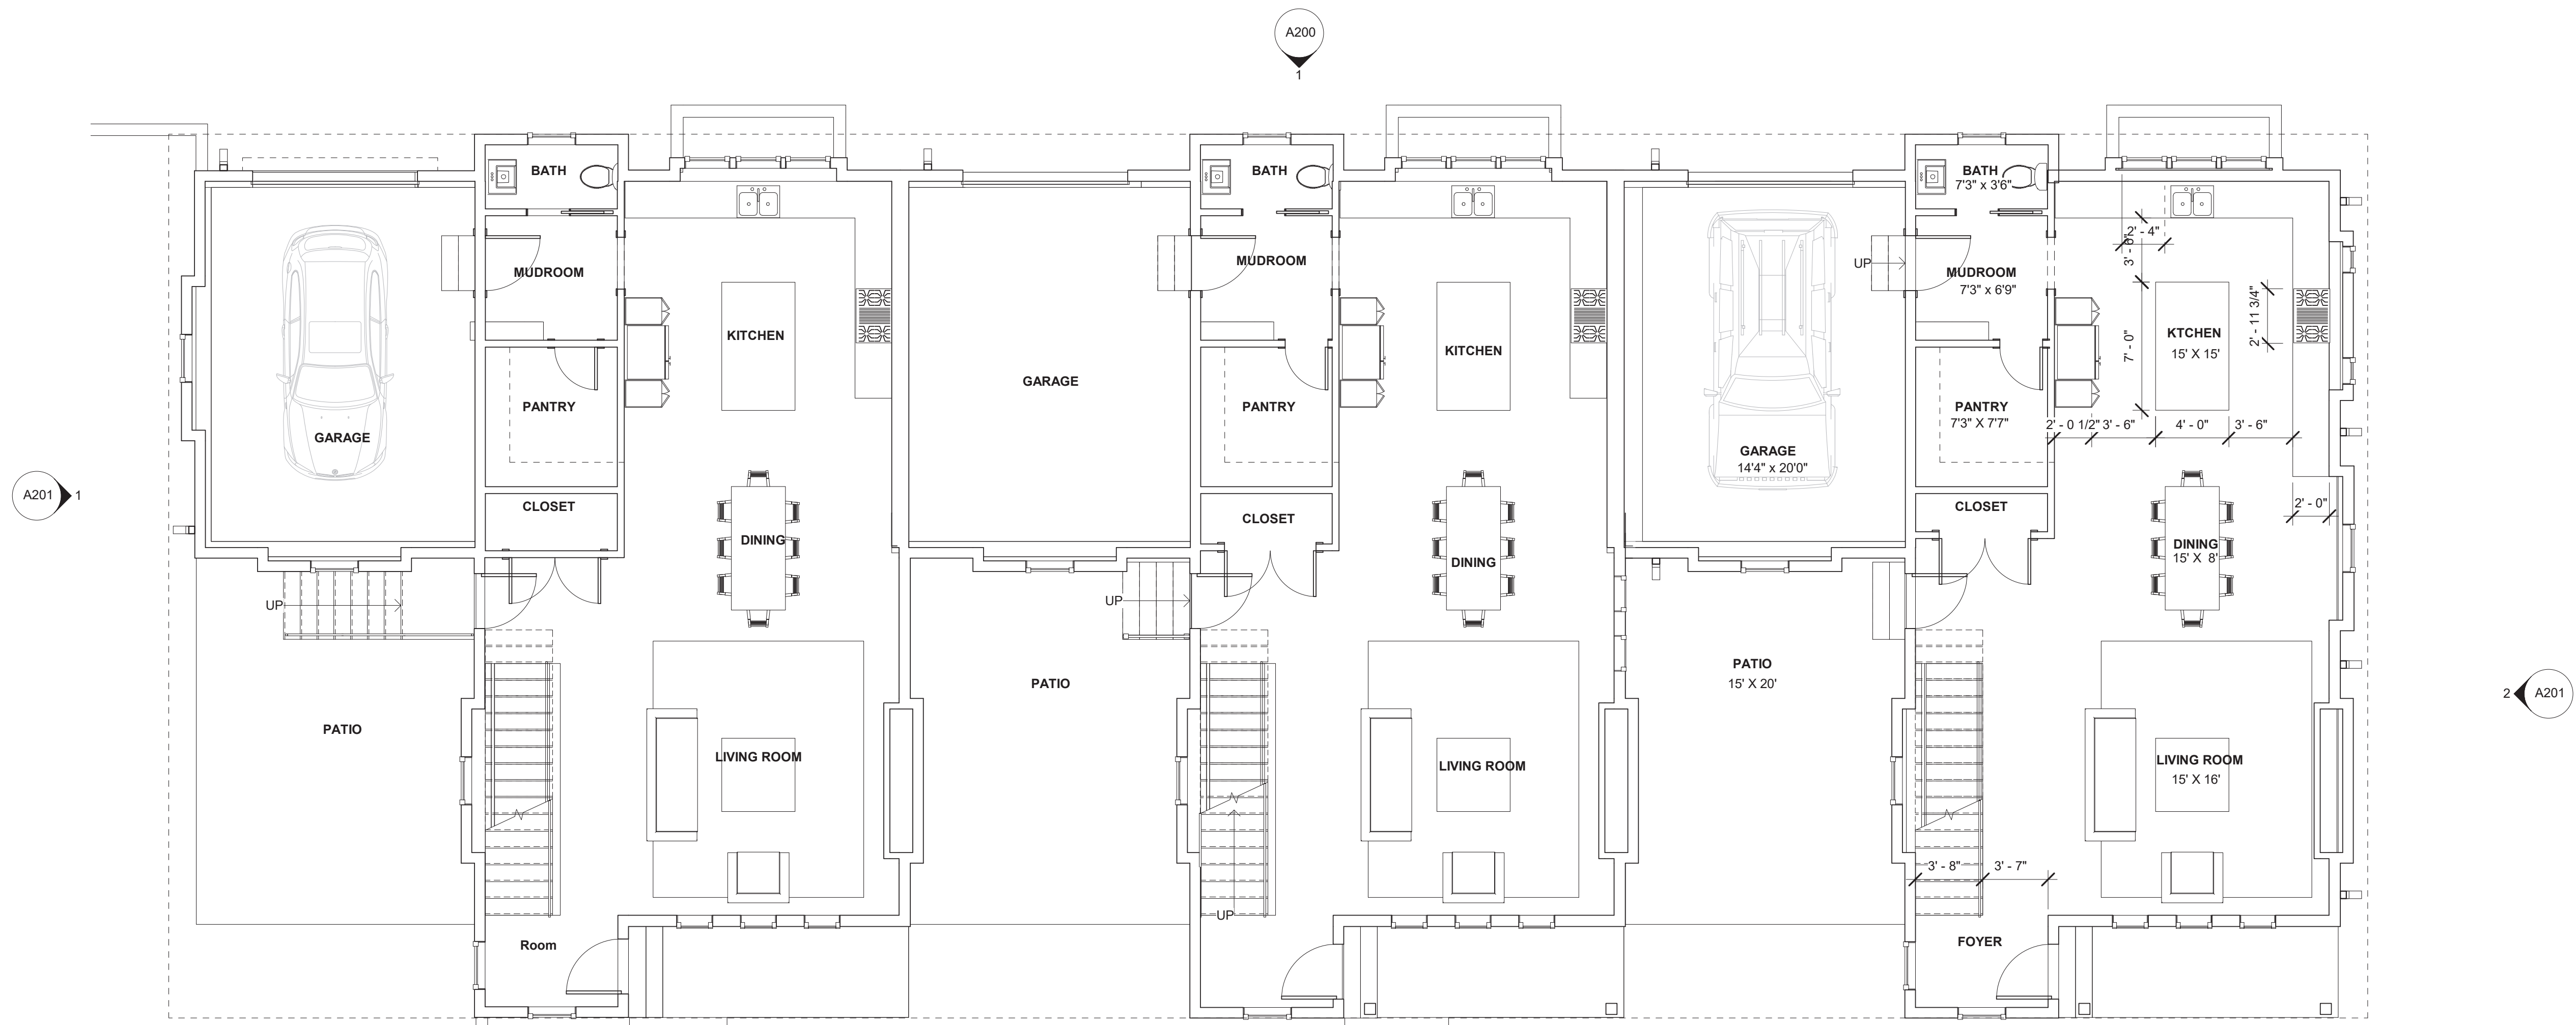 A200
1
BATH
BATH
BATH
7'3" x 3'6"
2' - 4"
3' - 6"
MUDROOM
MUDROOM
UP
MUDROOM
7'3" x 6'9"
2' - 11 3/4"
KITCHEN
KITCHEN
7' - 0"
KTCHEN
15' X 15'
GARAGE
PANTRY
PANTRY
PANTRY
7'3" X 7'7"
2' - 0 1/2"
3' - 6"
4' - 0"
3' - 6"
GARAGE
GARAGE
14'4" x 20'0"
A201
1
CLOSET
CLOSET
CLOSET
2' - 0"
DINING
DINING
DINING
15' X 8'
UP
UP
PATIO
PATIO
15' X 20'
PATIO
2
A201
LIVING ROOM
LIVING ROOM
LIVING ROOM
15' X 16'
3' - 8"
3' - 7"
UP
Room
FOYER